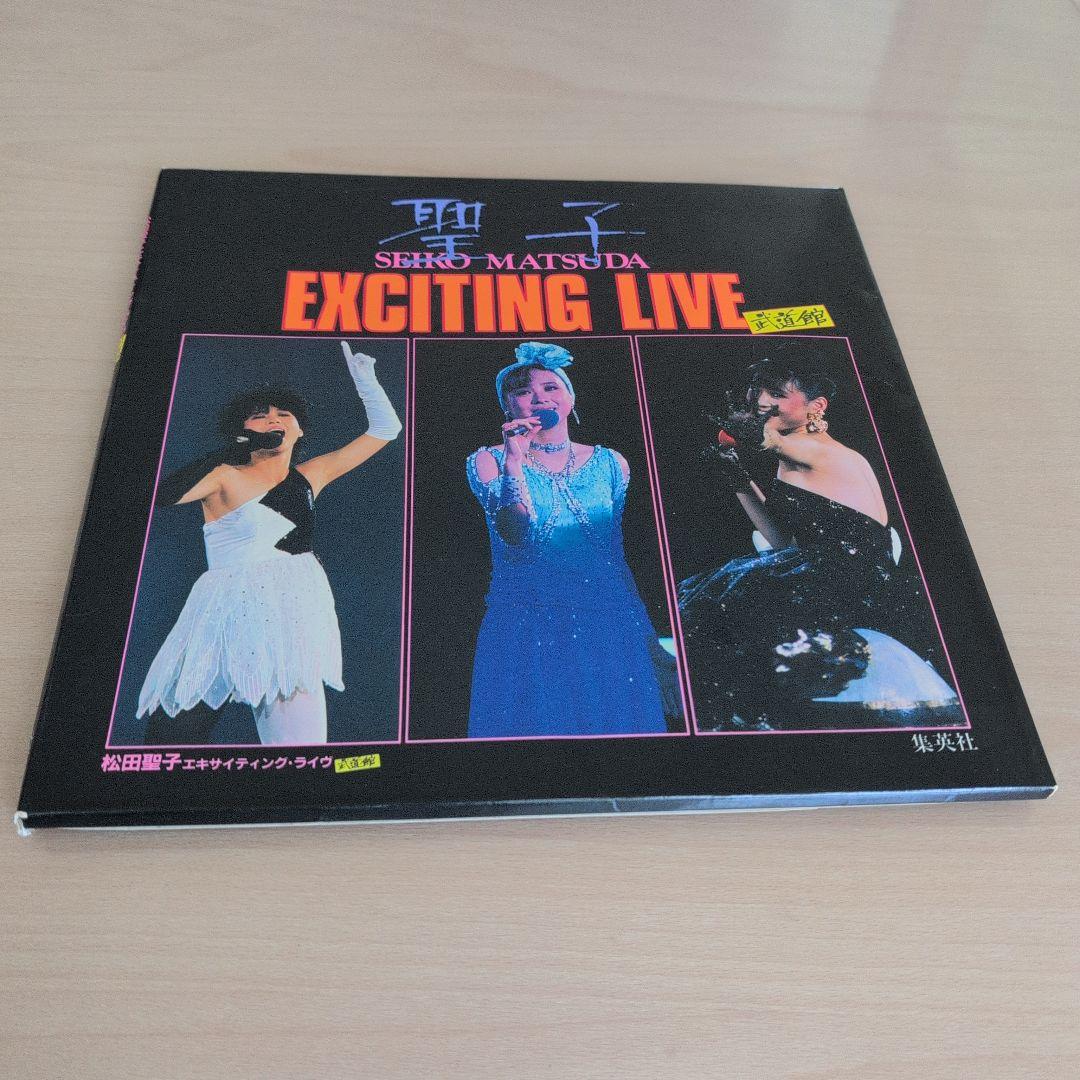 聖子
SEIKO MATSUDA
EXCITING LIVE
武道館
松田聖子エキサイティング・ライヴ 武道館
集英社